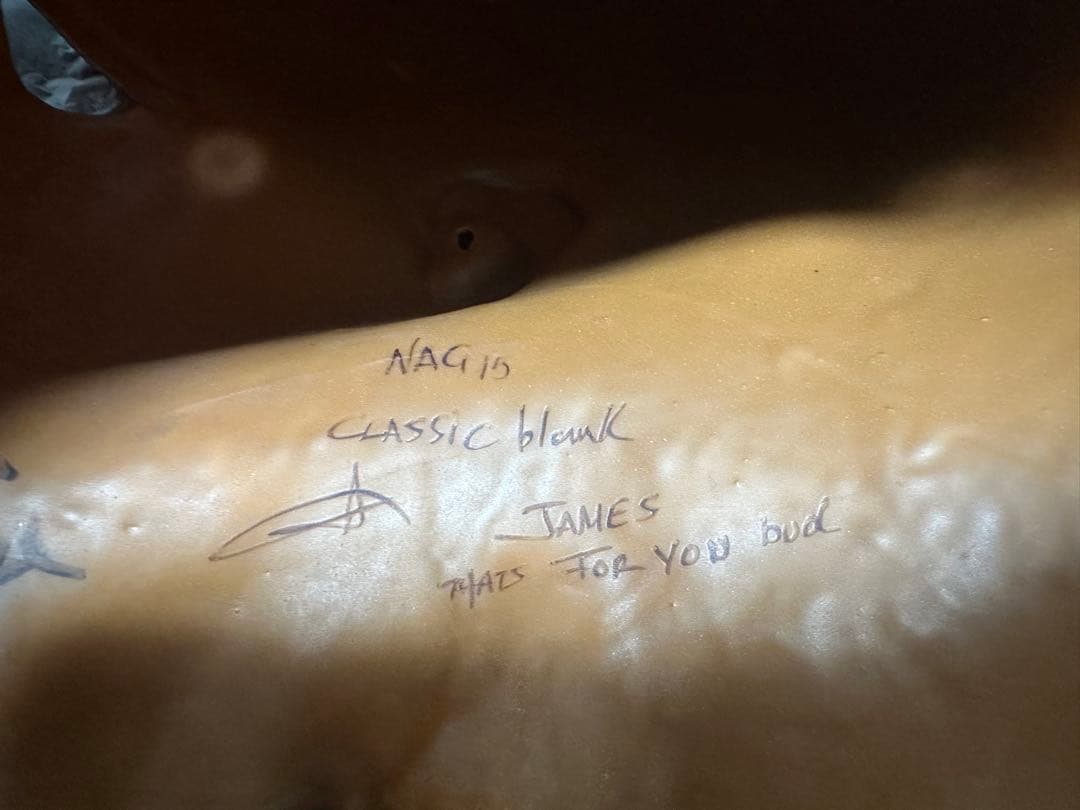 NAG 15
CLASSIC blank
JAMES
THATS FOR YOU bud